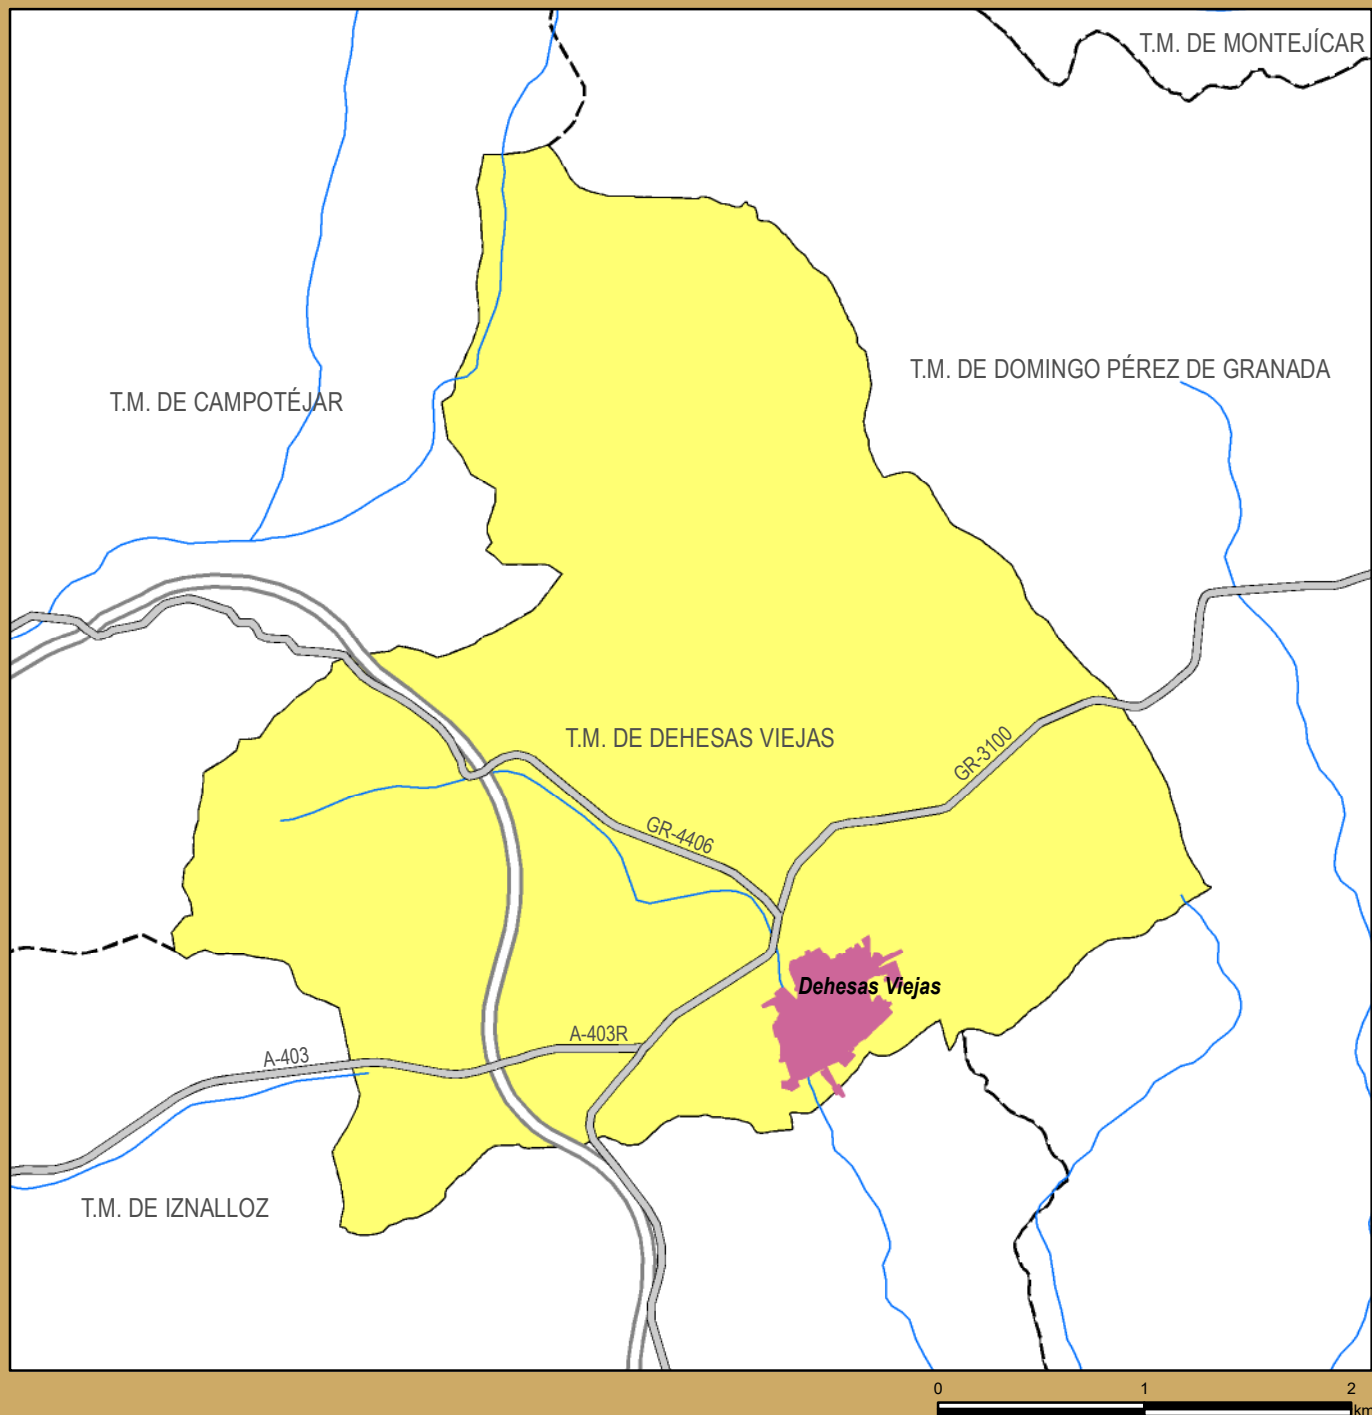 T.M. DE MONTEJÍCAR
T.M. DE DOMINGO PÉREZ DE GRANADA
T.M. DE CAMPOTÉJAR
T.M. DE DEHESAS VIEJAS
GR-3100
GR-4406
Dehesas Viejas
A-403R
A-403
T.M. DE IZNALLOZ
0 1 2
km